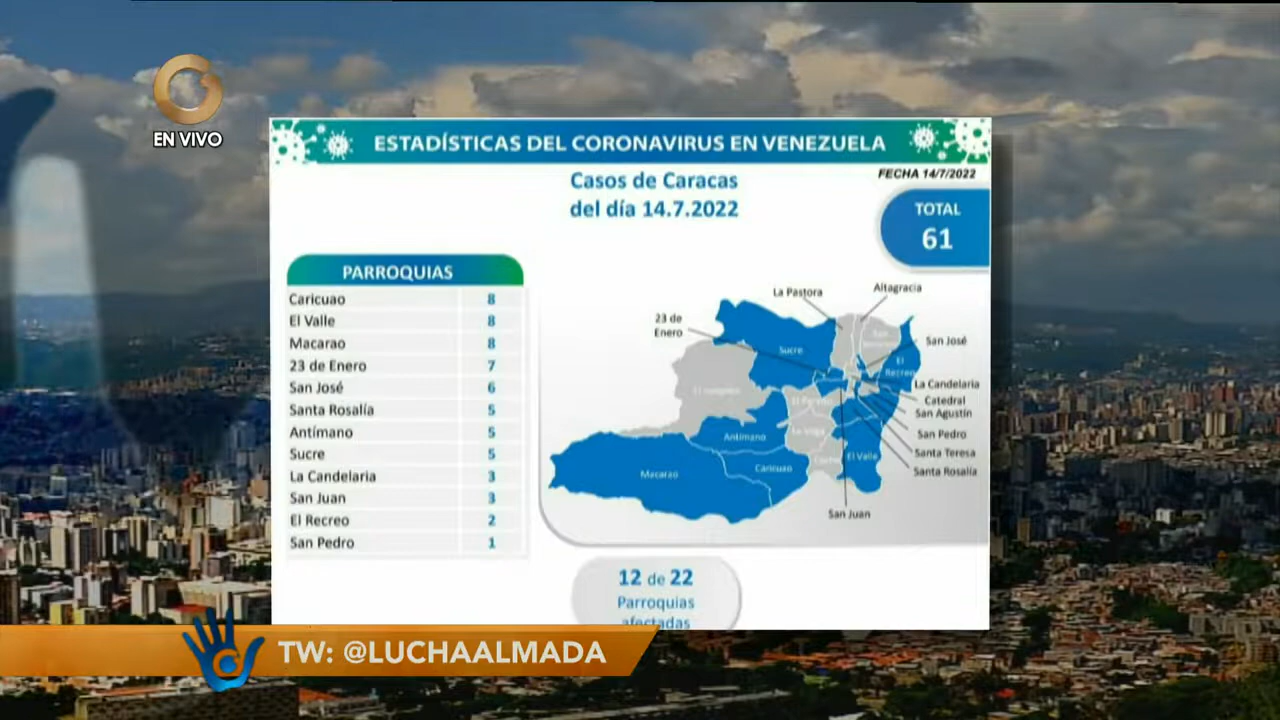 EN VIVO
ESTADÍSTICAS DEL CORONAVIRUS EN VENEZUELA
FECHA 14/7/2022
Casos de Caracas
del día 14.7.2022
TOTAL
61
PARROQUIAS
Caricuao 8
El Valle 8
Macarao 8
23 de Enero 7
San José 6
Santa Rosalía 5
Antímano 5
Sucre 5
La Candelaria 3
San Juan 3
El Recreo 2
San Pedro 1
La Pastora
Altagracia
23 de
Enero
San José
Sucre
El
Recreo
La Candelaria
Catedral
San Agustín
San Pedro
Santa Teresa
Santa Rosalía
Antímano
La Vega
El Valle
Macarao
Caricuao
San Juan
12 de 22
Parroquias
afectadas
TW: @LUCHAALMADA